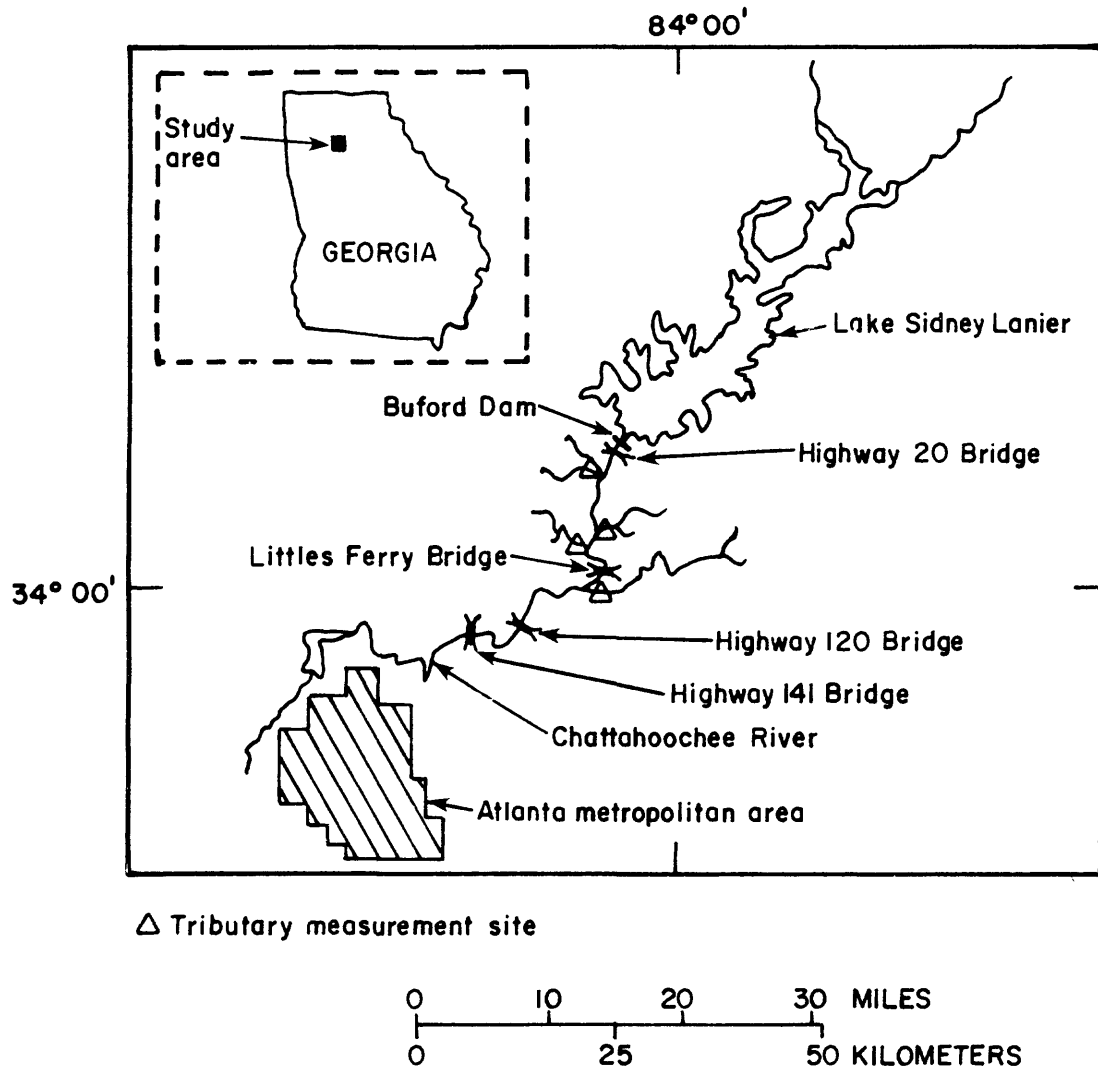 84° 00'
Study
area
GEORGIA
Lake Sidney Lanier
Buford Dam
Highway 20 Bridge
Littles Ferry Bridge
34° 00'
Highway 120 Bridge
Highway 141 Bridge
Chattahoochee River
Atlanta metropolitan area
△ Tributary measurement site
0 10 20 30 MILES
0 25 50 KILOMETERS